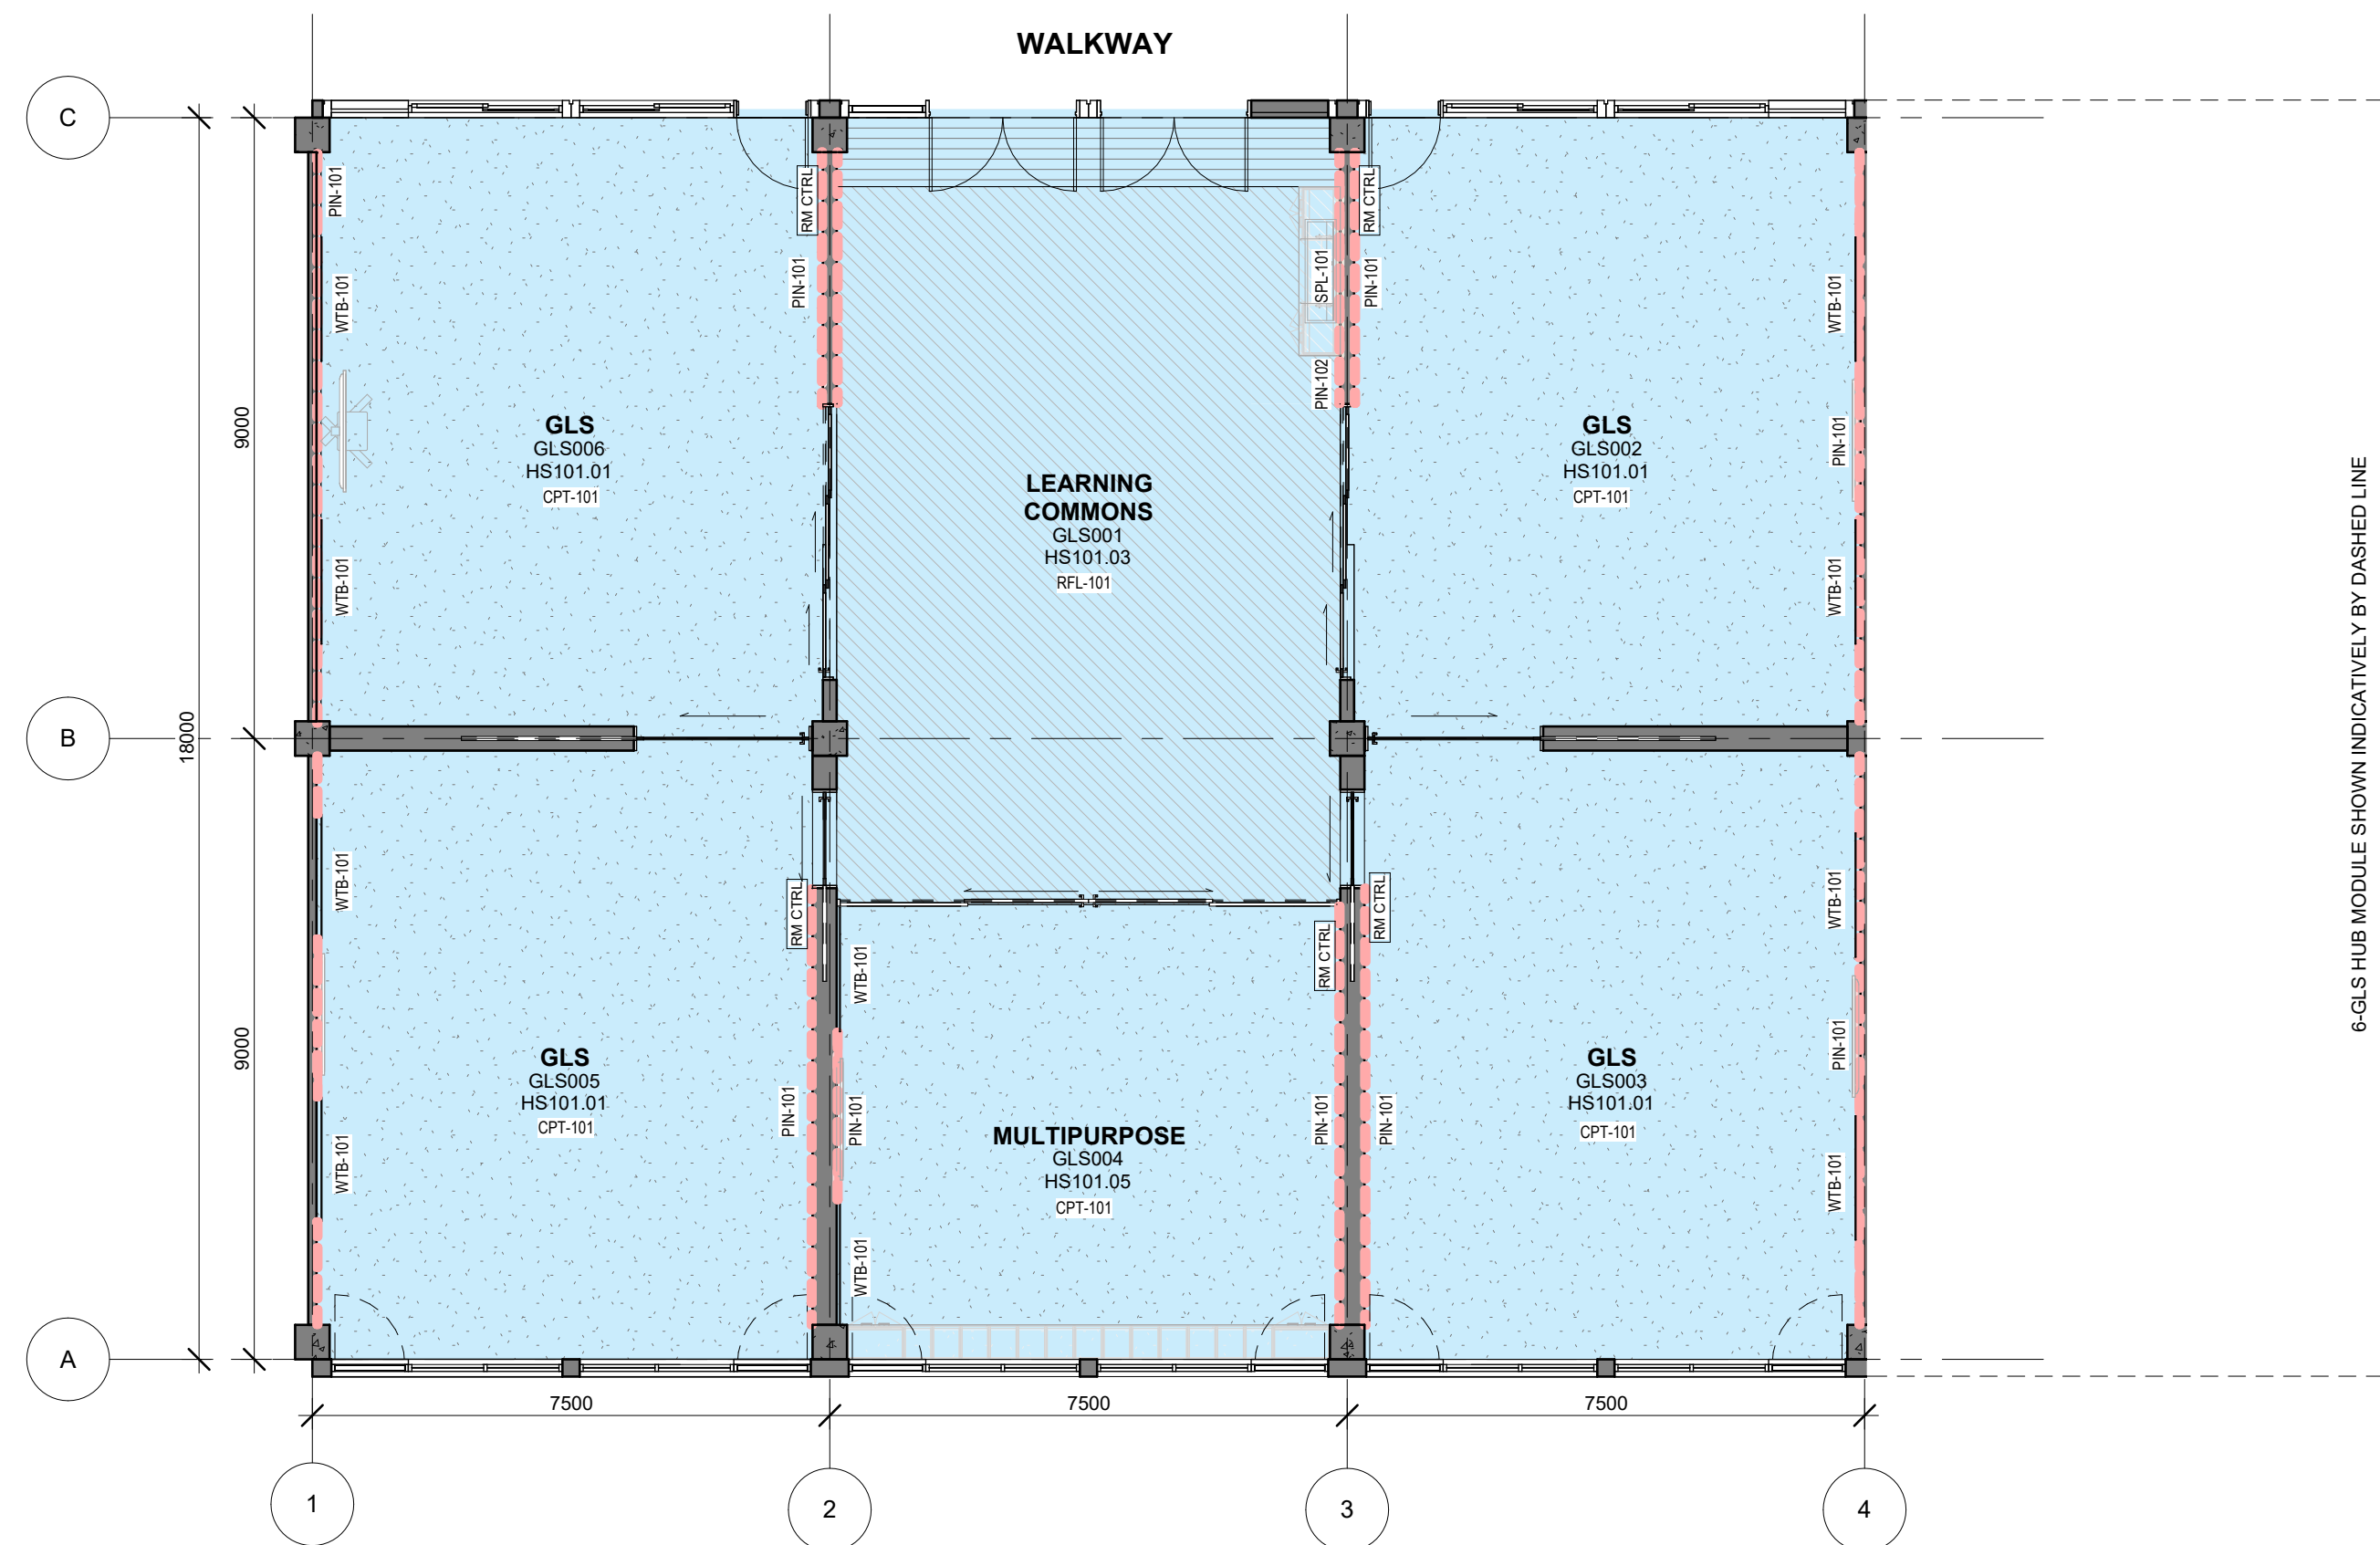 WALKWAY
C
PIN-101
RM CTRL
RM CTRL
WTB-101
PIN-101
SPL-101
PIN-101
WTB-101
PIN-102
9000
GLS
GLS006
HS101.01
CPT-101
LEARNING
COMMONS
GLS001
HS101.03
RFL-101
GLS
GLS002
HS101.01
CPT-101
PIN-101
WTB-101
WTB-101
6-GLS HUB MODULE SHOWN INDICATIVELY BY DASHED LINE
B
18000
WTB-101
RM CTRL
WTB-101
RM CTRL
RM CTRL
WTB-101
9000
GLS
GLS005
HS101.01
CPT-101
PIN-101
PIN-101
MULTIPURPOSE
GLS004
HS101.05
CPT-101
PIN-101
PIN-101
GLS
GLS003
HS101.01
CPT-101
PIN-101
WTB-101
WTB-101
WTB-101
A
7500
7500
7500
1
2
3
4